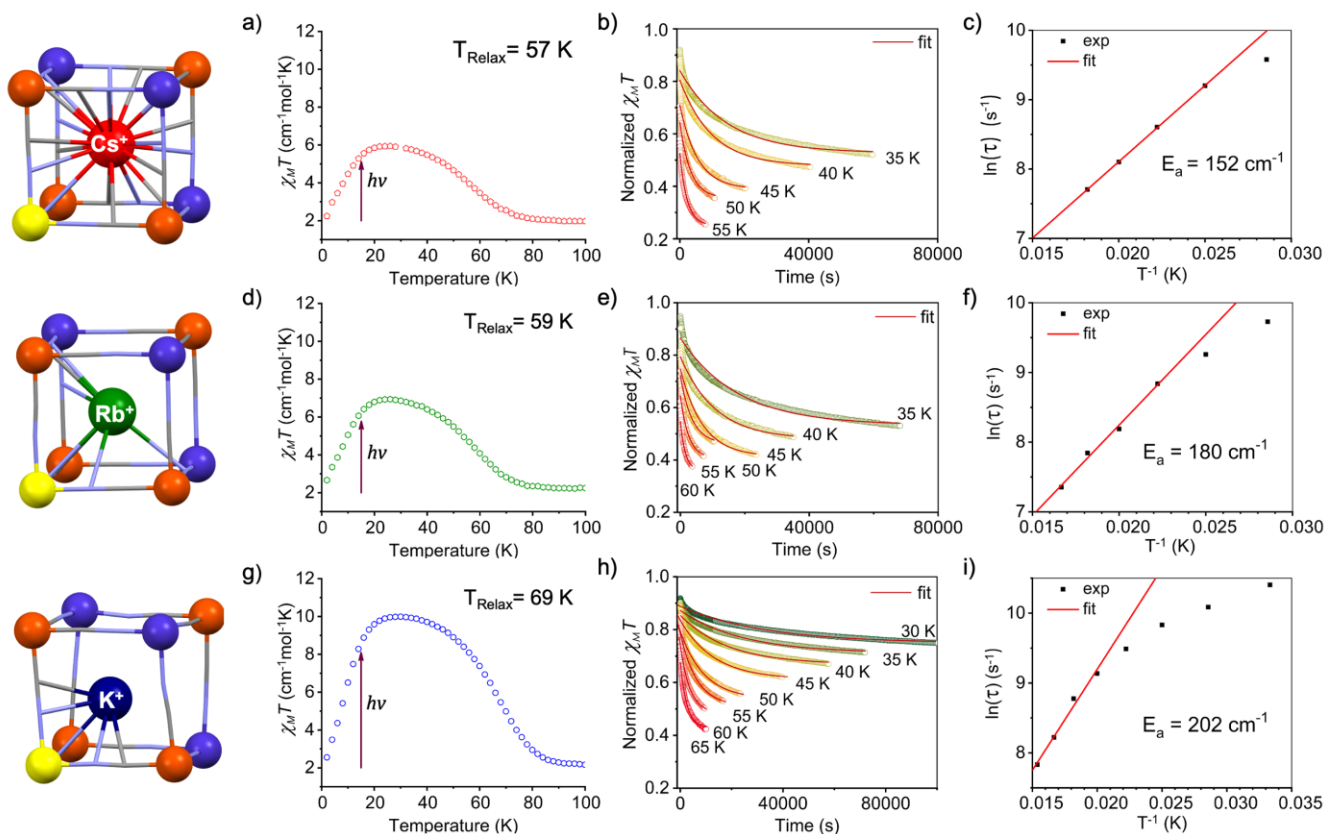 Cs⁺
a)
T_Relax= 57 K
hν
χ_MT (cm⁻¹mol⁻¹K)
12
10
8
6
4
2
0 20 40 60 80 100
Temperature (K)
b)
fit
Normalized χ_MT
1.0
0.8
0.6
0.4
0.2
35 K
40 K
45 K
50 K
55 K
0 40000 80000
Time (s)
c)
exp
fit
ln(τ) (s⁻¹)
10
9
8
7
E_a = 152 cm⁻¹
0.015 0.020 0.025 0.030
T⁻¹ (K)
Rb⁺
d)
T_Relax= 59 K
hν
χ_MT (cm⁻¹mol⁻¹K)
12
10
8
6
4
2
0 20 40 60 80 100
Temperature (K)
e)
fit
Normalized χ_MT
1.0
0.8
0.6
0.4
0.2
35 K
40 K
45 K
50 K
55 K
60 K
0 40000 80000
Time (s)
f)
exp
fit
ln(τ) (s⁻¹)
10
9
8
7
E_a = 180 cm⁻¹
0.015 0.020 0.025 0.030
T⁻¹ (K)
K⁺
g)
T_Relax= 69 K
hν
χ_MT (cm⁻¹mol⁻¹K)
12
10
8
6
4
2
0 20 40 60 80 100
Temperature (K)
h)
fit
Normalized χ_MT
1.0
0.8
0.6
0.4
0.2
0.0
30 K
35 K
40 K
45 K
50 K
55 K
60 K
65 K
0 40000 80000
Time (s)
i)
exp
fit
ln(τ) (s⁻¹)
10
9
8
E_a = 202 cm⁻¹
0.015 0.020 0.025 0.030 0.035
T⁻¹ (K)